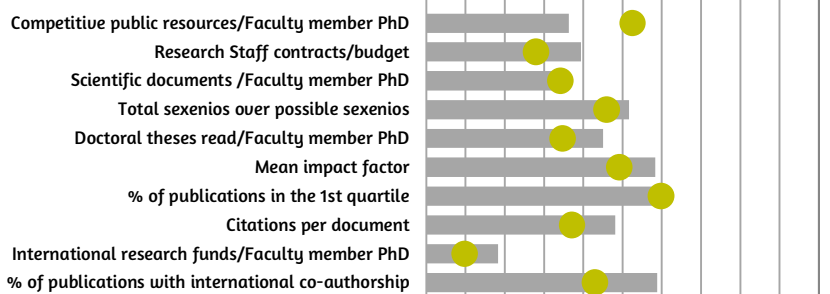 Competitive public resources/Faculty member PhD
Research Staff contracts/budget
Scientific documents /Faculty member PhD
Total sexenios over possible sexenios
Doctoral theses read/Faculty member PhD
Mean impact factor
% of publications in the 1st quartile
Citations per document
International research funds/Faculty member PhD
% of publications with international co-authorship